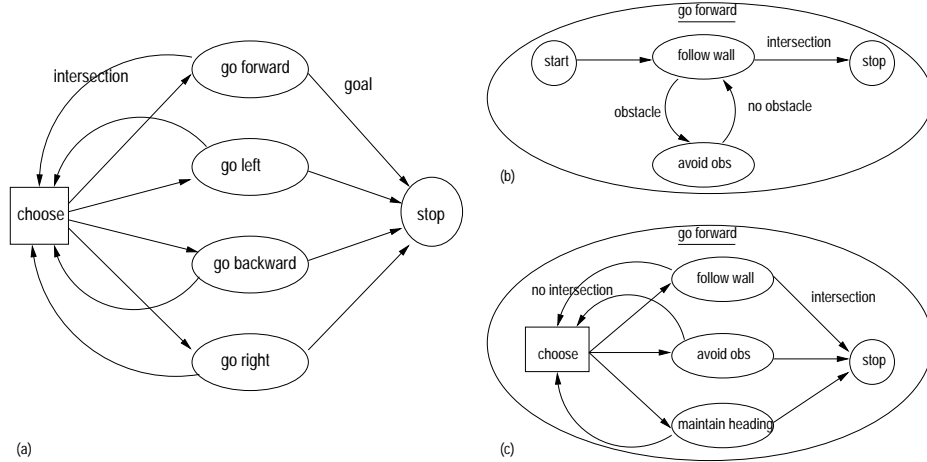 intersection
go forward
goal
go left
choose
stop
go backward
go right
(a)
go forward
start
follow wall
intersection
stop
obstacle
no obstacle
avoid obs
(b)
go forward
no intersection
follow wall
intersection
choose
avoid obs
stop
maintain heading
(c)